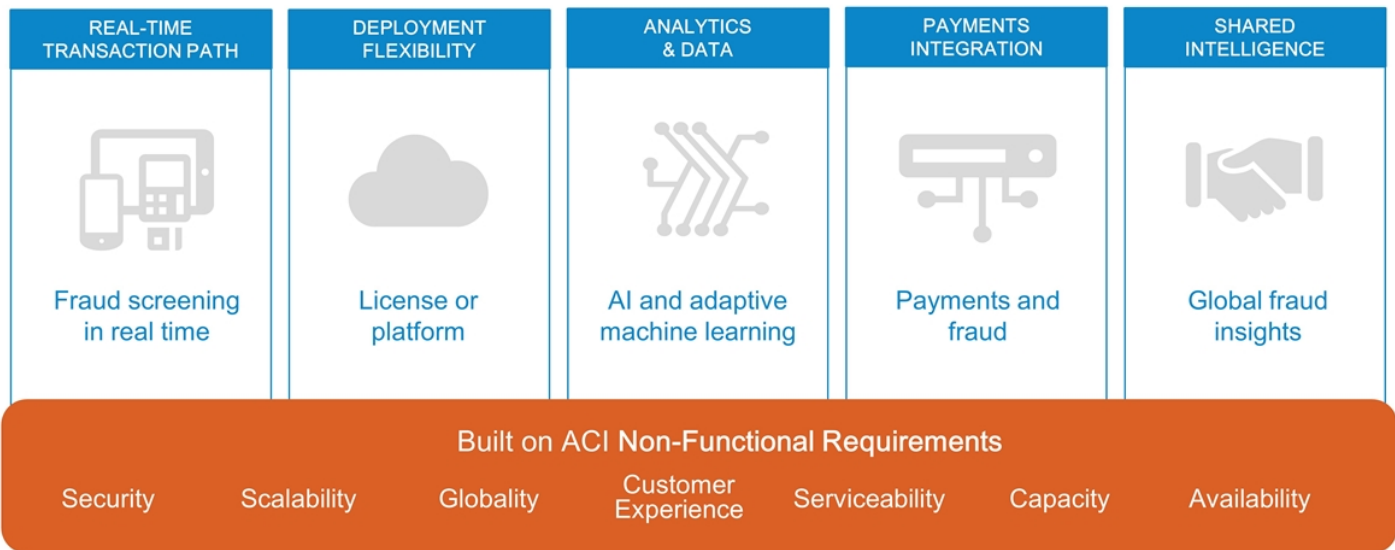 REAL-TIME
TRANSACTION PATH
DEPLOYMENT
FLEXIBILITY
ANALYTICS
& DATA
PAYMENTS
INTEGRATION
SHARED
INTELLIGENCE
Fraud screening
in real time
License or
platform
AI and adaptive
machine learning
Payments and
fraud
Global fraud
insights
Built on ACI Non-Functional Requirements
Security
Scalability
Globality
Customer
Experience
Serviceability
Capacity
Availability